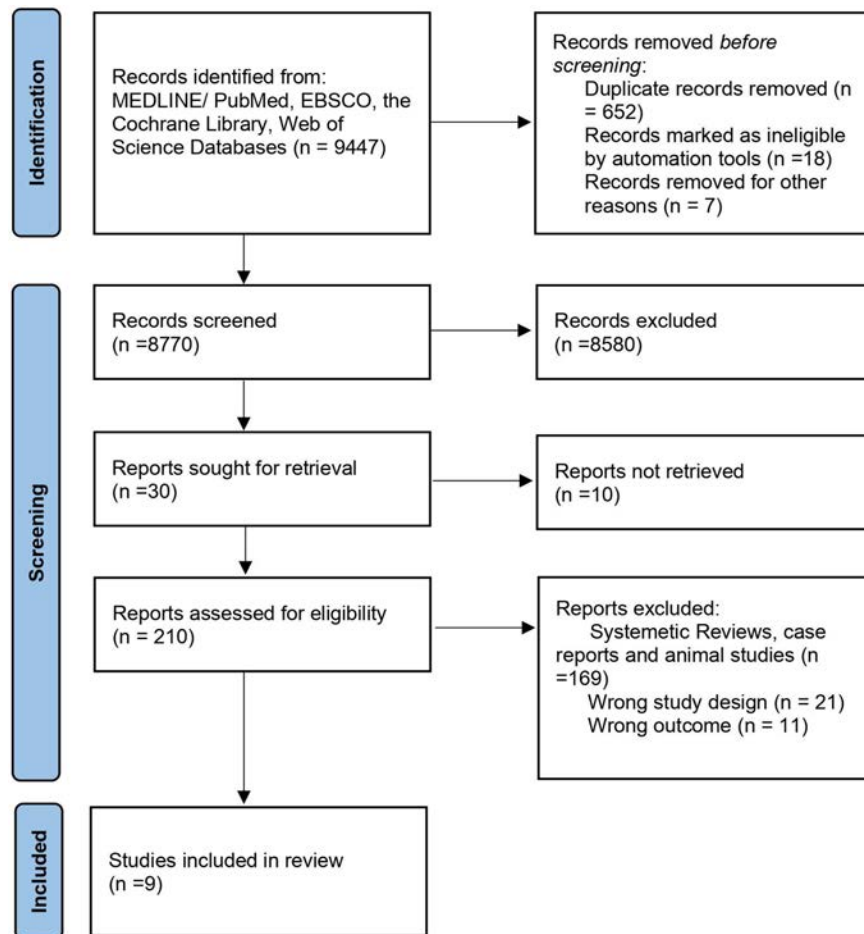 Identification
Records identified from:
MEDLINE/ PubMed, EBSCO, the
Cochrane Library, Web of
Science Databases (n = 9447)
Records removed before
screening:
Duplicate records removed (n
= 652)
Records marked as ineligible
by automation tools (n =18)
Records removed for other
reasons (n = 7)
Screening
Records screened
(n =8770)
Records excluded
(n =8580)
Reports sought for retrieval
(n =30)
Reports not retrieved
(n =10)
Reports assessed for eligibility
(n = 210)
Reports excluded:
Systemetic Reviews, case
reports and animal studies (n
=169)
Wrong study design (n = 21)
Wrong outcome (n = 11)
Included
Studies included in review
(n =9)